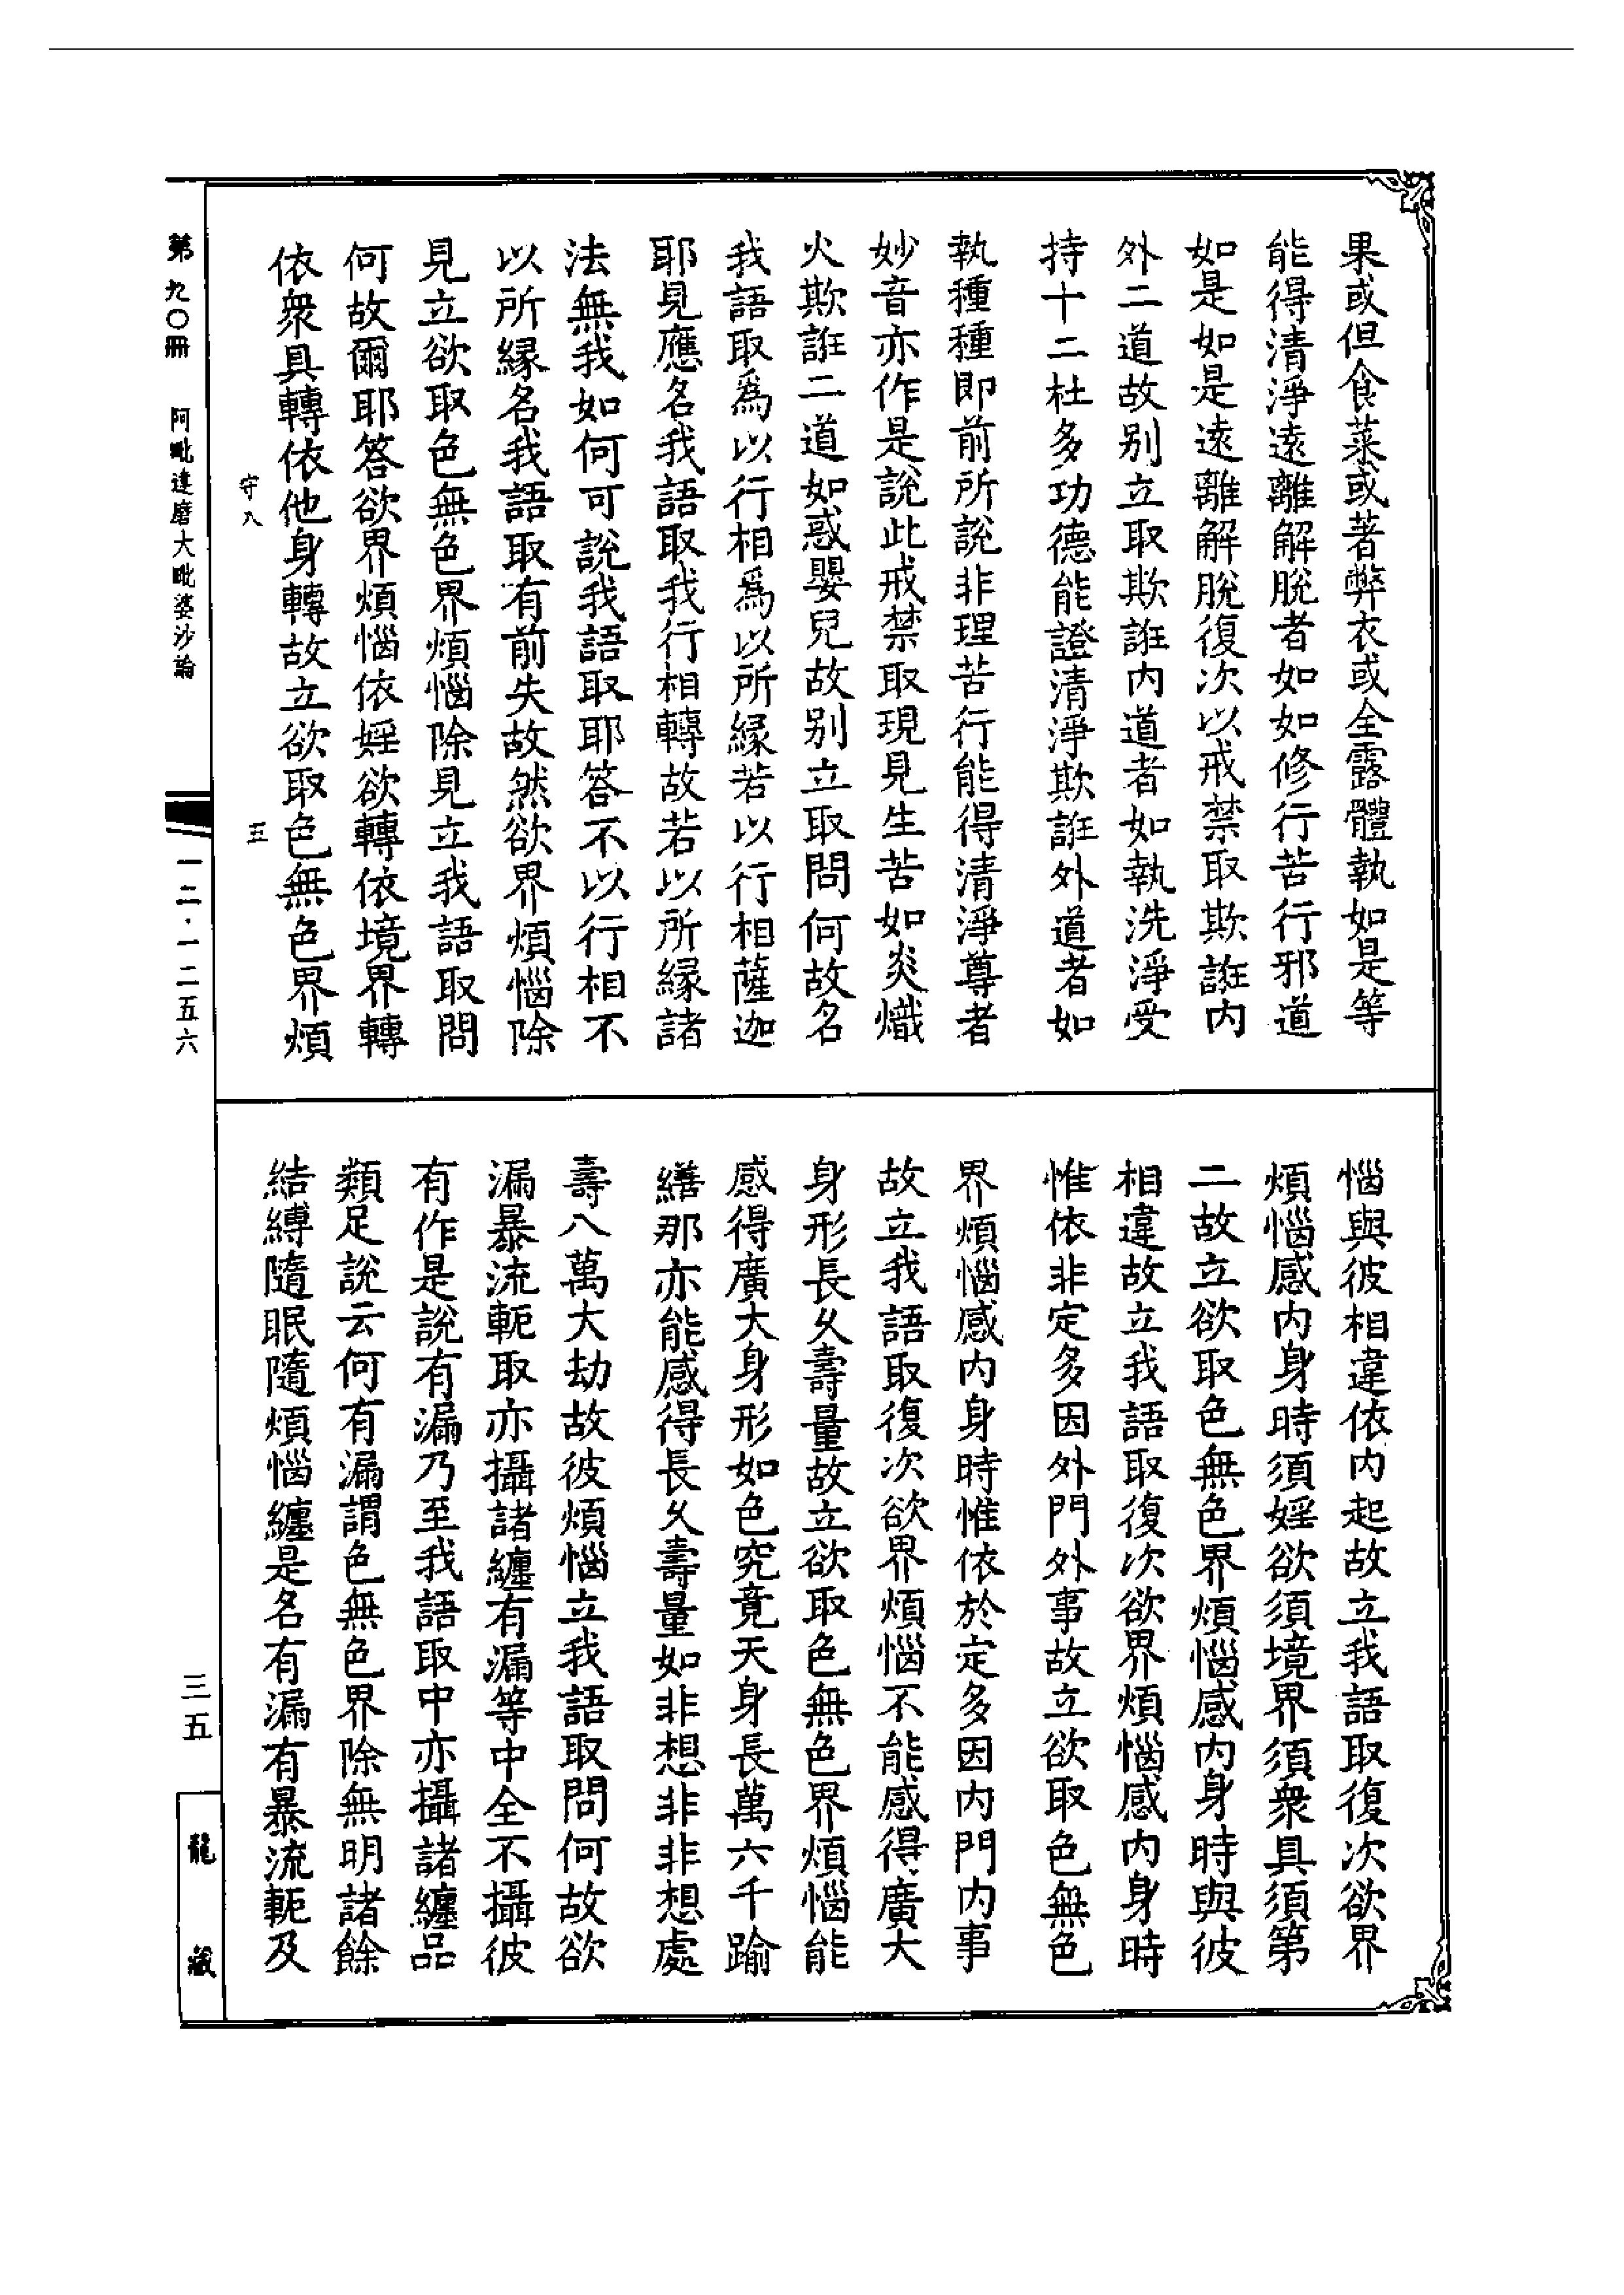 果或但食菜或著弊衣或全露體執如是等
能得清淨遠離解脫者如如修行苦行邪道
如是如是遠離解脫復次以戒禁取欺誑內
外二道故別立取欺誑內道者如執洗淨受
持十二杜多功德能證清淨欺誑外道者如
執種種即前所說非理苦行能得清淨尊者
妙音亦作是說此戒禁取現見生苦如炎熾
火欺誑二道如惑嬰兒故別立取問何故名
我語取爲以行相爲以所緣若以行相薩迦
耶見應名我語取我行相轉故若以所緣諸
法無我如何可說我語取耶答不以行相不
以所緣名我語取有前失故然欲界煩惱除
見立欲取色無色界煩惱除見立我語取問
何故爾耶答欲界煩惱依婬欲轉依境界轉
依衆具轉依他身轉故立欲取色無色界煩
守八 五
惱與彼相違依內起故立我語取復次欲界
煩惱感內身時須婬欲須境界須衆具須第
二故立欲取色無色界煩惱感內身時與彼
相違故立我語取復次欲界煩惱感內身時
惟依非定多因外門外事故立欲取色無色
界煩惱感內身時惟依於定多因內門內事
故立我語取復次欲界煩惱不能感得廣大
身形長久壽量故立欲取色無色界煩惱能
感得廣大身形如色究竟天身長萬六千踰
繕那亦能感得長久壽量如非想非非想處
壽八萬大劫故彼煩惱立我語取問何故欲
漏暴流軛取亦攝諸纏有漏等中全不攝彼
有作是說有漏乃至我語取中亦攝諸纏品
類足說云何有漏謂色無色界除無明諸餘
結縛隨眠隨煩惱纏是名有漏有暴流軛及
第九〇冊 阿毗達磨大毗婆沙論
一二·一二五六
三五
龍藏